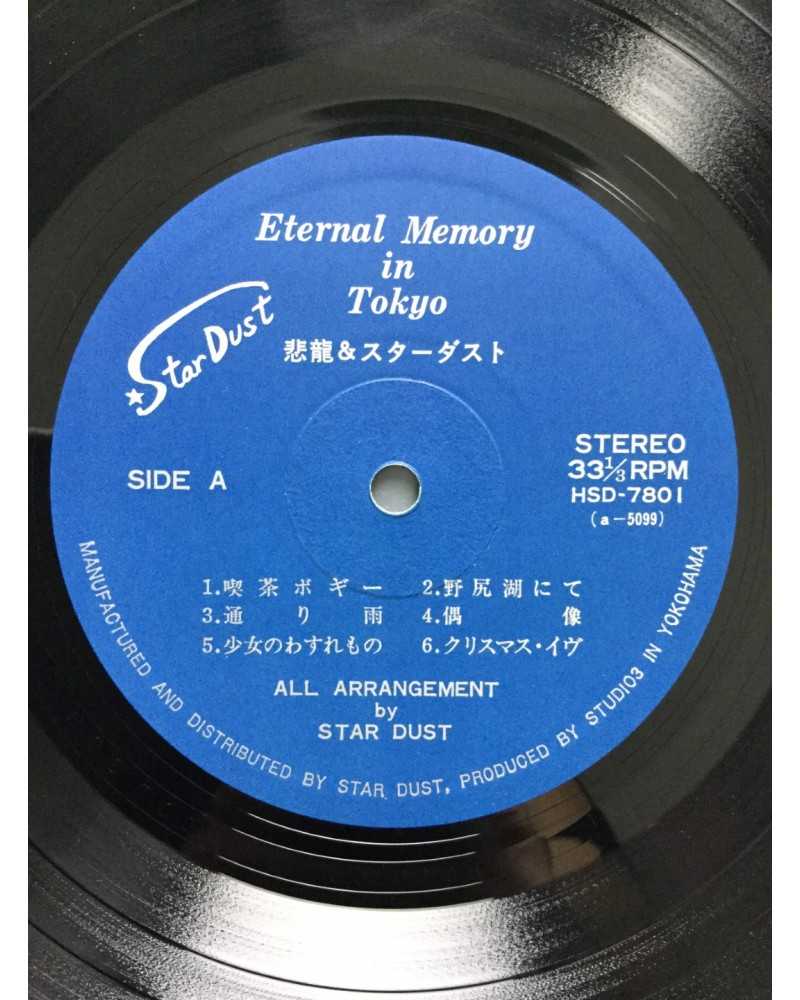 Eternal Memory
in
Tokyo
Star Dust
悲龍&スターダスト
SIDE A
STEREO
33⅓RPM
HSD-7801
(a-5099)
1.喫茶ボギー 2.野尻湖にて
3.通り雨 4.偶像
5.少女のわすれもの 6.クリスマス・イヴ
ALL ARRANGEMENT
by
STAR DUST
MANUFACTURED AND DISTRIBUTED BY STAR DUST, PRODUCED BY STUDIO3 IN YOKOHAMA